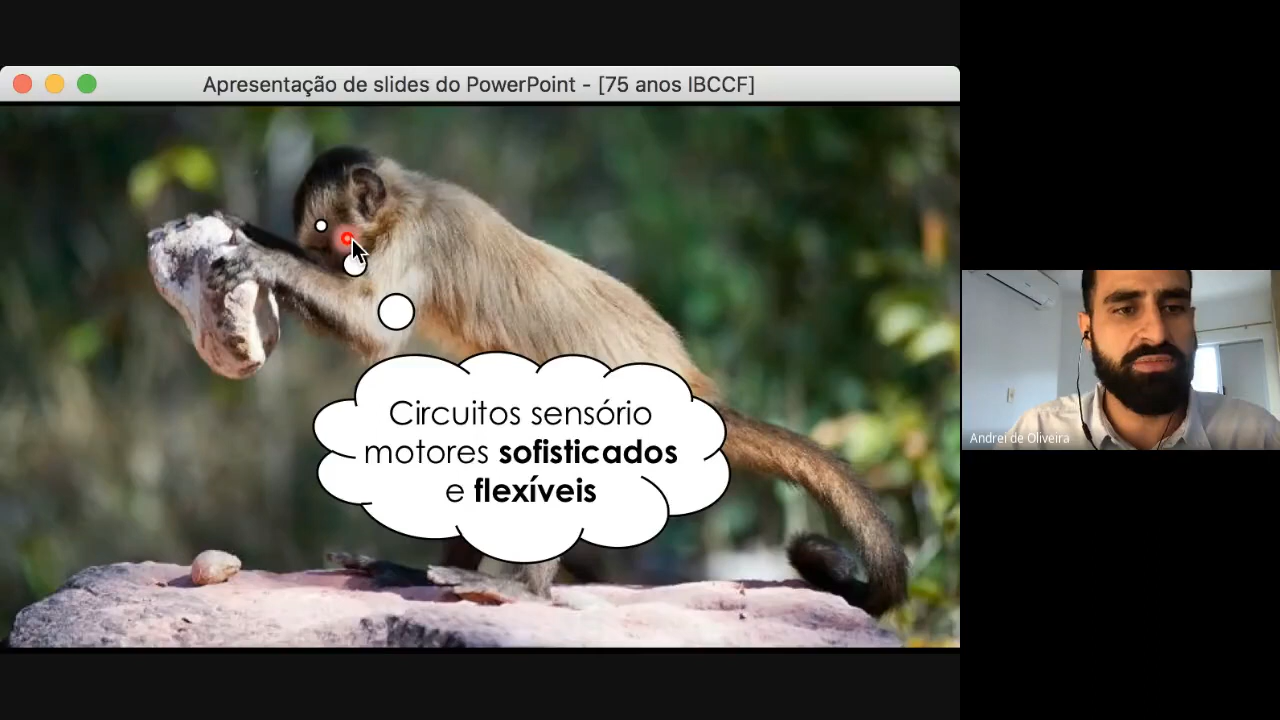 Apresentação de slides do PowerPoint - [75 anos IBCCF]
Circuitos sensório
motores sofisticados
e flexíveis
Andrei de Oliveira